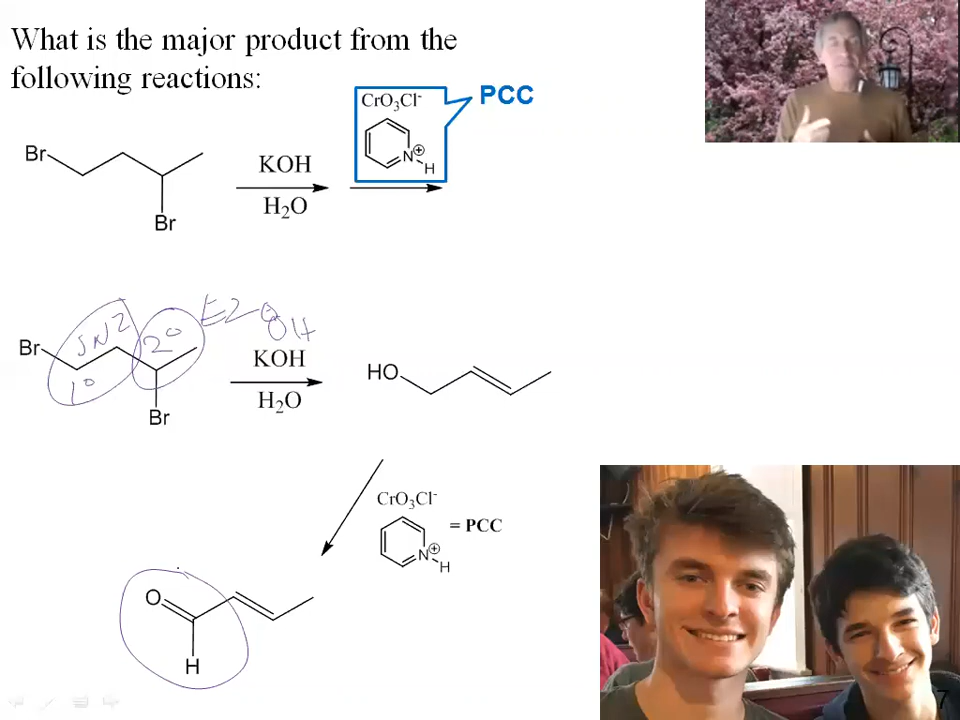 What is the major product from the
following reactions:
CrO₃Cl⁻
PCC
Br
KOH
N⊕
H
H₂O
Br
SN2
2°
E2
⊖OH
Br
1°
KOH
H₂O
Br
HO
CrO₃Cl⁻
= PCC
N⊕
H
O
H
7